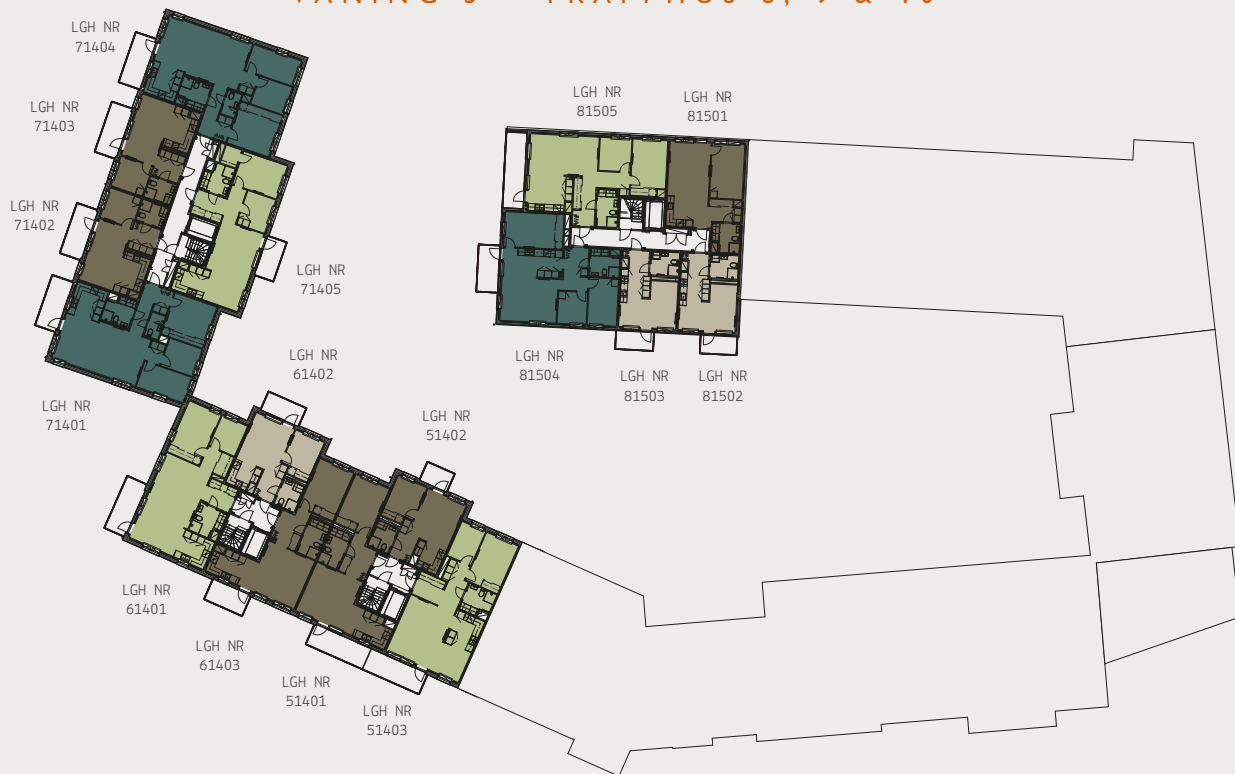 LGH NR
71404
LGH NR
71403
LGH NR
71402
LGH NR
71405
LGH NR
71401
LGH NR
81505
LGH NR
81501
LGH NR
81504
LGH NR
81503
LGH NR
81502
LGH NR
61402
LGH NR
51402
LGH NR
61401
LGH NR
61403
LGH NR
51401
LGH NR
51403